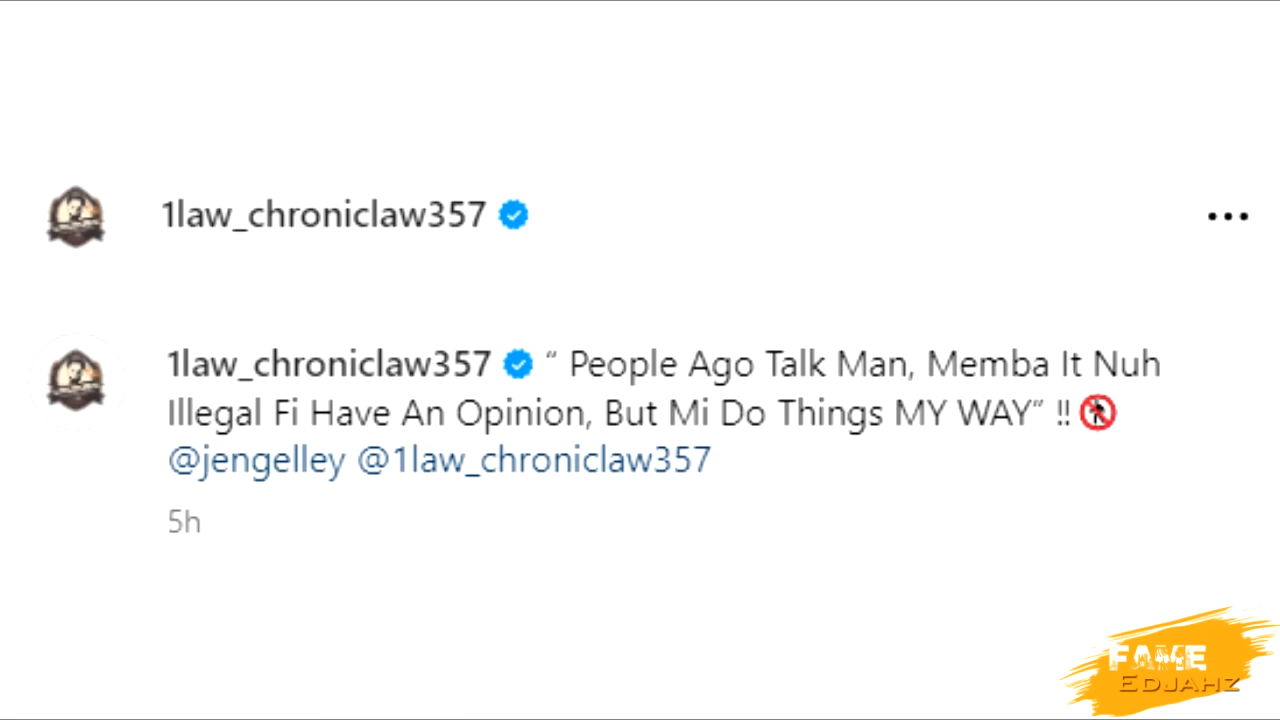 1law_chroniclaw357
1law_chroniclaw357 “ People Ago Talk Man, Memba It Nuh
Illegal Fi Have An Opinion, But Mi Do Things MY WAY” !!🚷
@jengelley @1law_chroniclaw357
5h
FAME
EDJAHZ